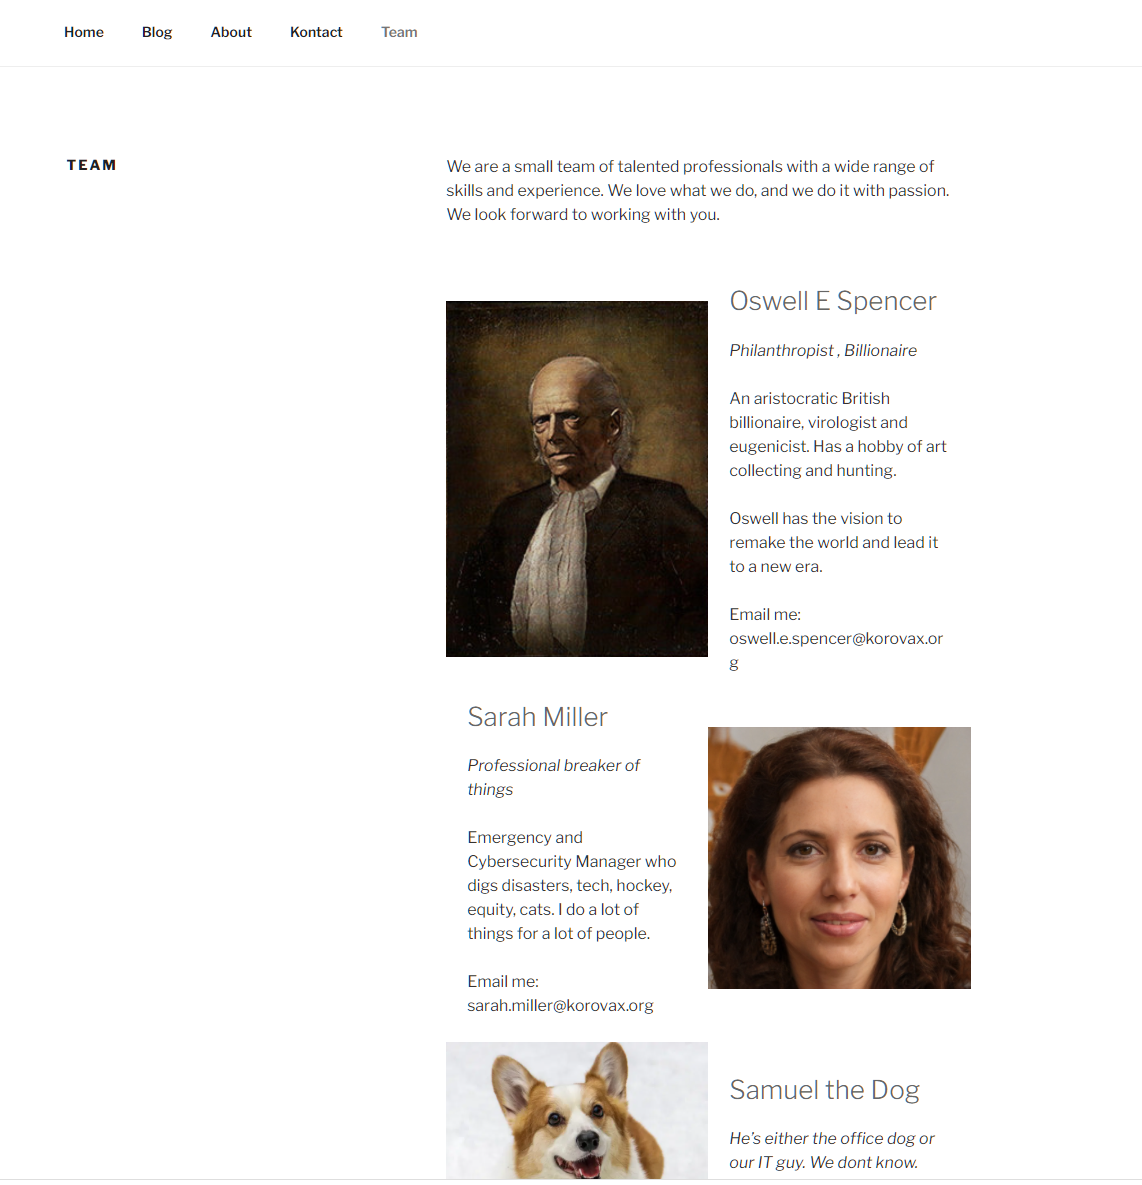 Home Blog About Kontact Team
TEAM
We are a small team of talented professionals with a wide range of
skills and experience. We love what we do, and we do it with passion.
We look forward to working with you.
Oswell E Spencer
Philanthropist , Billionaire
An aristocratic British
billionaire, virologist and
eugenicist. Has a hobby of art
collecting and hunting.
Oswell has the vision to
remake the world and lead it
to a new era.
Email me:
oswell.e.spencer@korovax.or
g
Sarah Miller
Professional breaker of
things
Emergency and
Cybersecurity Manager who
digs disasters, tech, hockey,
equity, cats. I do a lot of
things for a lot of people.
Email me:
sarah.miller@korovax.org
Samuel the Dog
He's either the office dog or
our IT guy. We dont know.